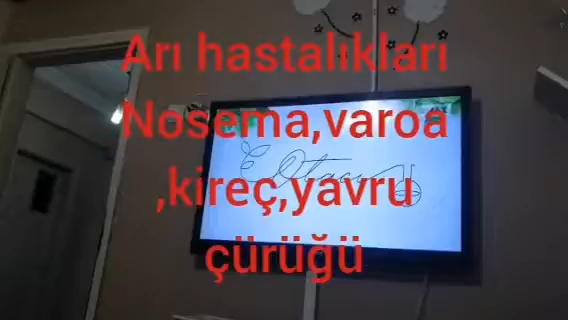 Arı hastalıkları
Nosema,varoa
,kireç,yavru
çürüğü